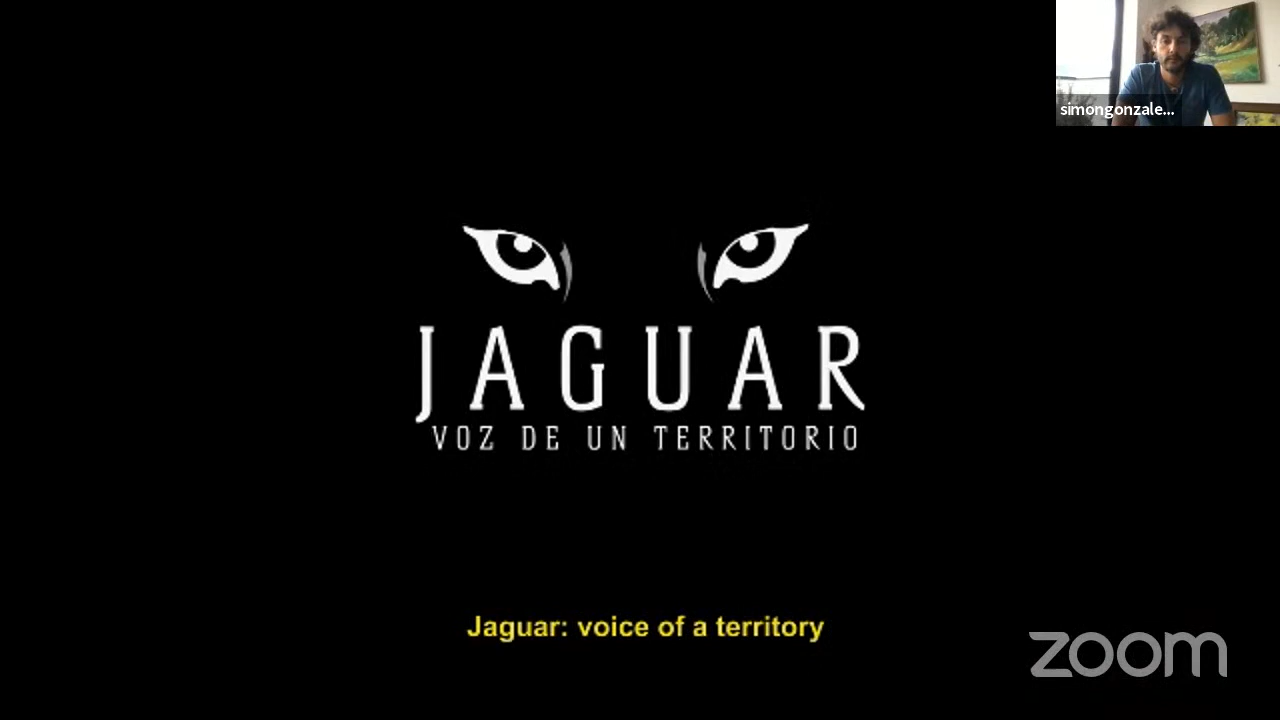 simongonzale...
JAGUAR
VOZ DE UN TERRITORIO
Jaguar: voice of a territory
zoom